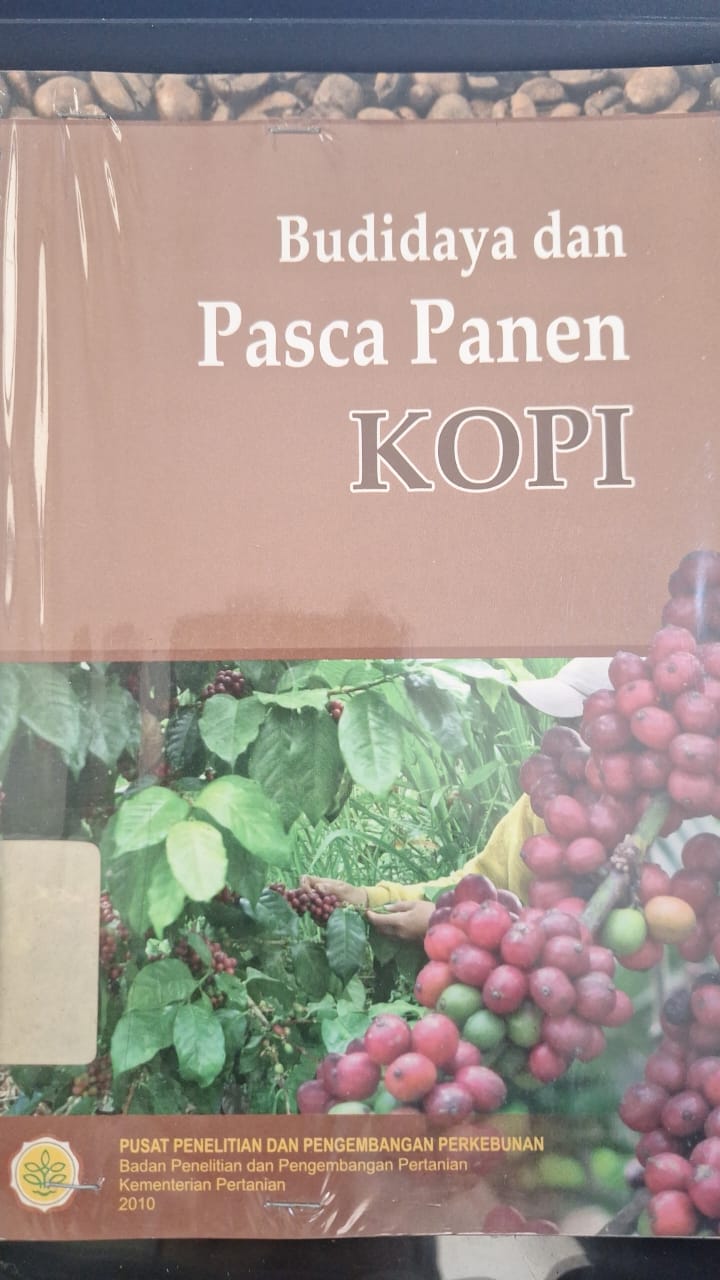 Budidaya dan
Pasca Panen
KOPI
PUSAT PENELITIAN DAN PENGEMBANGAN PERKEBUNAN
Badan Penelitian dan Pengembangan Pertanian
Kementerian Pertanian
2010